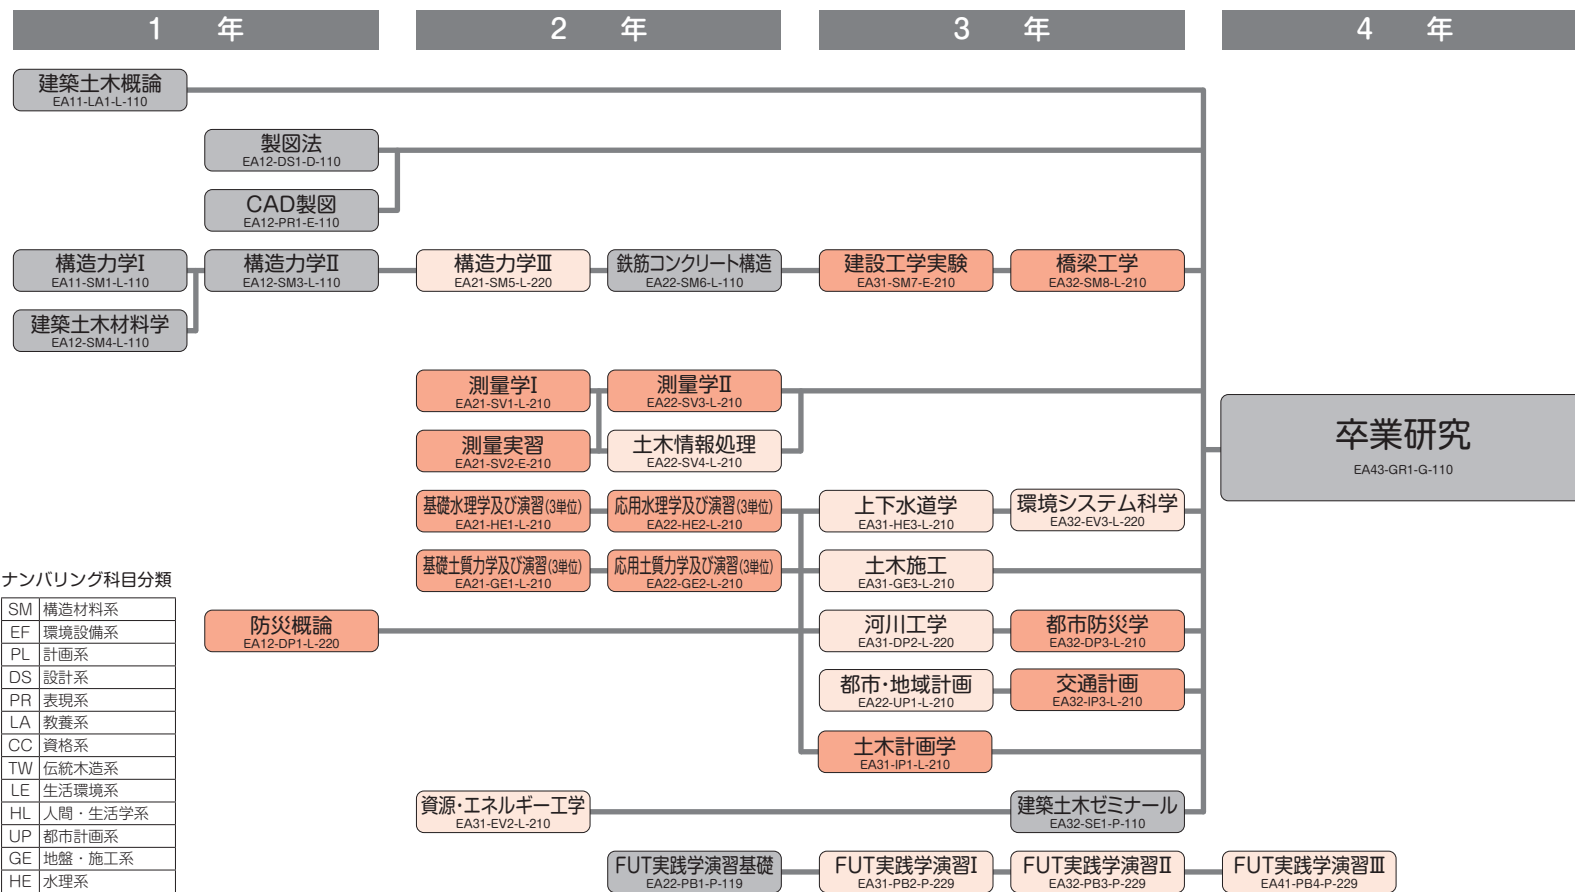 1 年
2 年
3 年
4 年
建築土木概論
EA11-LA1-L-110
製図法
EA12-DS1-D-110
CAD製図
EA12-PR1-E-110
構造力学Ⅰ
EA11-SM1-L-110
構造力学Ⅱ
EA12-SM3-L-110
構造力学Ⅲ
EA21-SM5-L-220
鉄筋コンクリート構造
EA22-SM6-L-110
建設工学実験
EA31-SM7-E-210
橋梁工学
EA32-SM8-L-210
建築土木材料学
EA12-SM4-L-110
測量学Ⅰ
EA21-SV1-L-210
測量学Ⅱ
EA22-SV3-L-210
測量実習
EA21-SV2-E-210
土木情報処理
EA22-SV4-L-210
卒業研究
EA43-GR1-G-110
基礎水理学及び演習(3単位)
EA21-HE1-L-210
応用水理学及び演習(3単位)
EA22-HE2-L-210
上下水道学
EA31-HE3-L-210
環境システム科学
EA32-EV3-L-220
基礎土質力学及び演習(3単位)
EA21-GE1-L-210
応用土質力学及び演習(3単位)
EA22-GE2-L-210
土木施工
EA31-GE3-L-210
防災概論
EA12-DP1-L-220
河川工学
EA31-DP2-L-220
都市防災学
EA32-DP3-L-210
都市・地域計画
EA22-UP1-L-210
交通計画
EA32-IP3-L-210
土木計画学
EA31-IP1-L-210
資源・エネルギー工学
EA31-EV2-L-210
建築土木ゼミナール
EA32-SE1-P-110
FUT実践学演習基礎
EA22-PB1-P-119
FUT実践学演習Ⅰ
EA31-PB2-P-229
FUT実践学演習Ⅱ
EA32-PB3-P-229
FUT実践学演習Ⅲ
EA41-PB4-P-229
ナンバリング科目分類
SM 構造材料系
EF 環境設備系
PL 計画系
DS 設計系
PR 表現系
LA 教養系
CC 資格系
TW 伝統木造系
LE 生活環境系
HL 人間・生活学系
UP 都市計画系
GE 地盤・施工系
HE 水理系